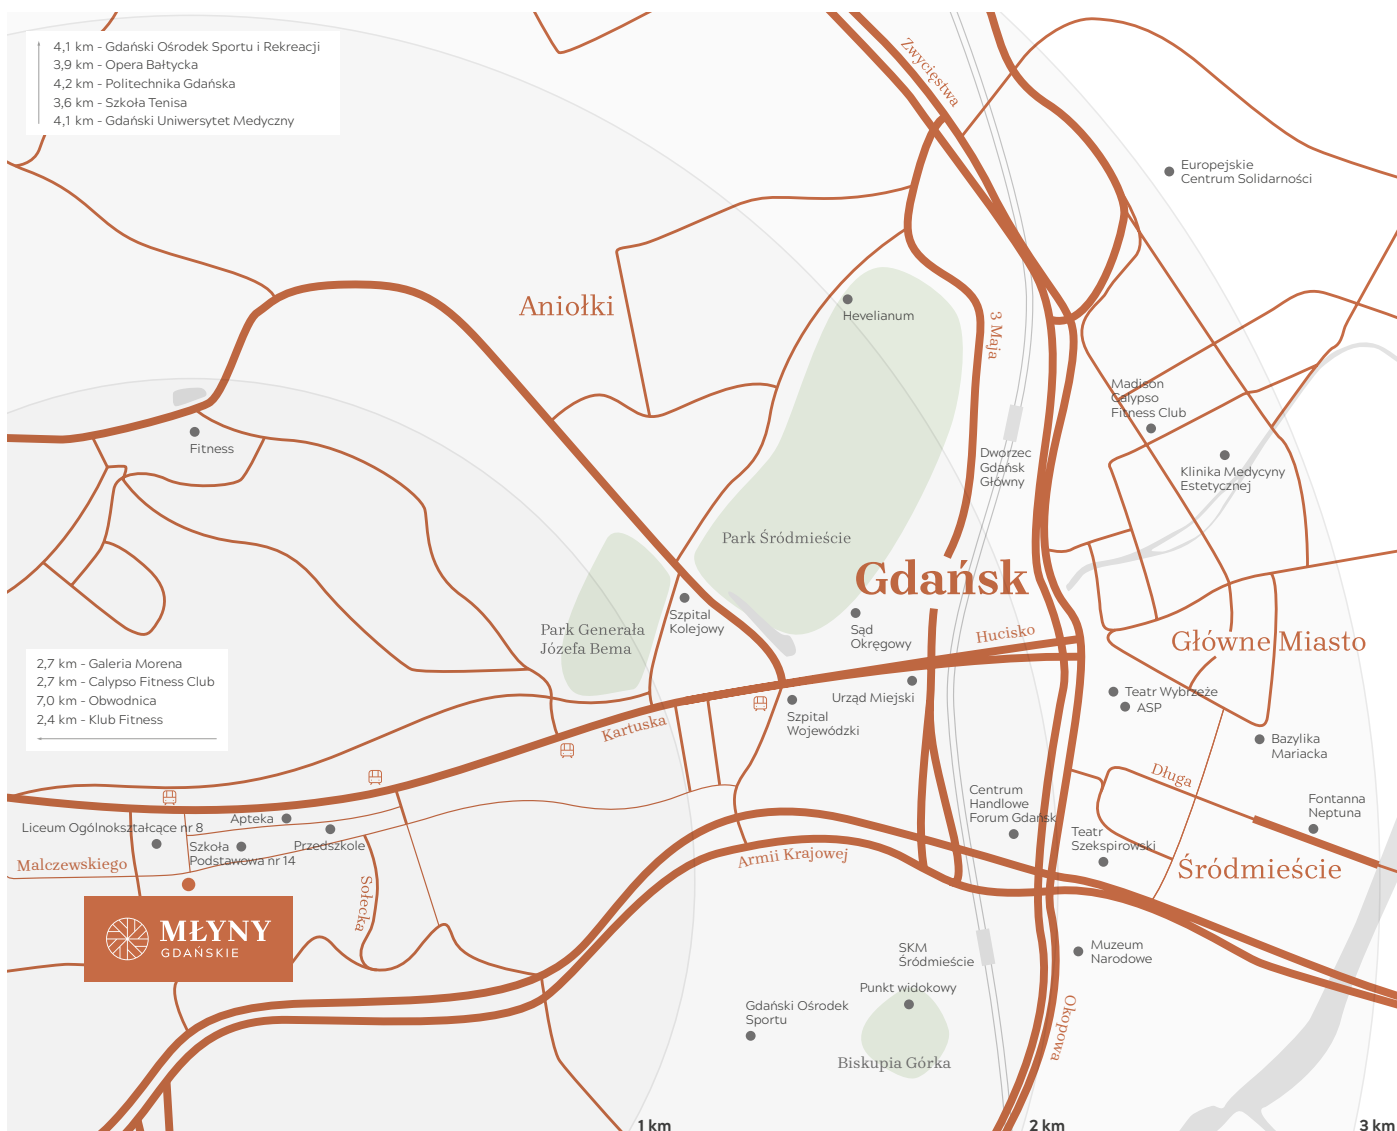 4,1 km - Gdański Ośrodek Sportu i Rekreacji
3,9 km - Opera Bałtycka
4,2 km - Politechnika Gdańska
3,6 km - Szkoła Tenisa
4,1 km - Gdański Uniwersytet Medyczny
Zwycięstwa
Europejskie
Centrum Solidarności
Aniołki
Hevelianum
3 Maja
Madison
Calypso
Fitness Club
Fitness
Dworzec
Gdańsk
Główny
Klinika Medycyny
Estetycznej
Park Śródmieście
Gdańsk
Szpital
Kolejowy
Park Generała
Józefa Bema
Sąd
Okręgowy
Hucisko
Główne Miasto
2,7 km - Galeria Morena
2,7 km - Calypso Fitness Club
7,0 km - Obwodnica
2,4 km - Klub Fitness
Urząd Miejski
Teatr Wybrzeże
ASP
Kartuska
Szpital
Wojewódzki
Bazylika
Mariacka
Długa
Centrum
Handlowe
Forum Gdańsk
Fontanna
Neptuna
Liceum Ogólnokształcące nr 8
Apteka
Szkoła
Podstawowa nr 14
Przedszkole
Teatr
Szekspirowski
Malczewskiego
Armii Krajowej
Śródmieście
Sołecka
MŁYNY
GDAŃSKIE
SKM
Śródmieście
Muzeum
Narodowe
Punkt widokowy
Gdański Ośrodek
Sportu
Okopowa
Biskupia Górka
1 km
2 km
3 km